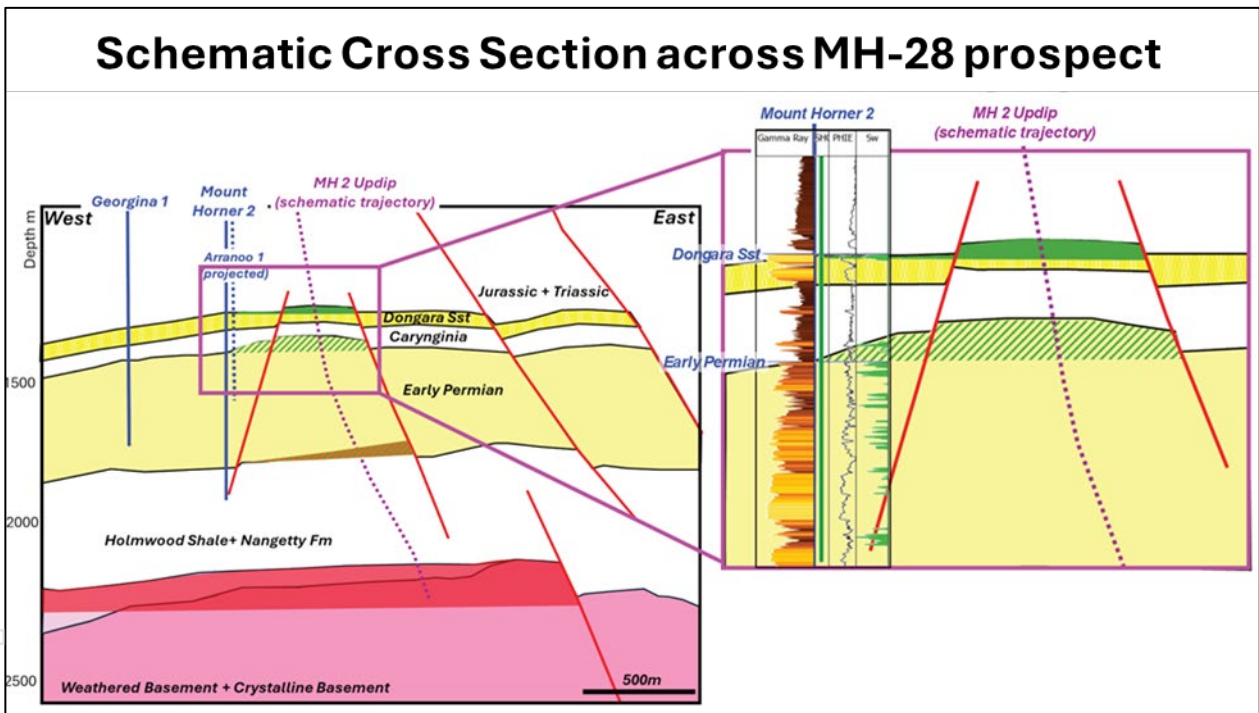 Schematic Cross Section across MH-28 prospect
West
Georgina 1
Mount
Horner 2
MH 2 Updip
(schematic trajectory)
East
Depth m
Arranoo 1
projected)
Jurassic + Triassic
Dongara Sst
Carynginia
1500
Early Permian
2000
Holmwood Shale+ Nangetty Fm
2500
Weathered Basement + Crystalline Basement
500m
Mount Horner 2
MH 2 Updip
(schematic trajectory)
Gamma Ray PHIE Sw
Dongara Sst
Early Permian